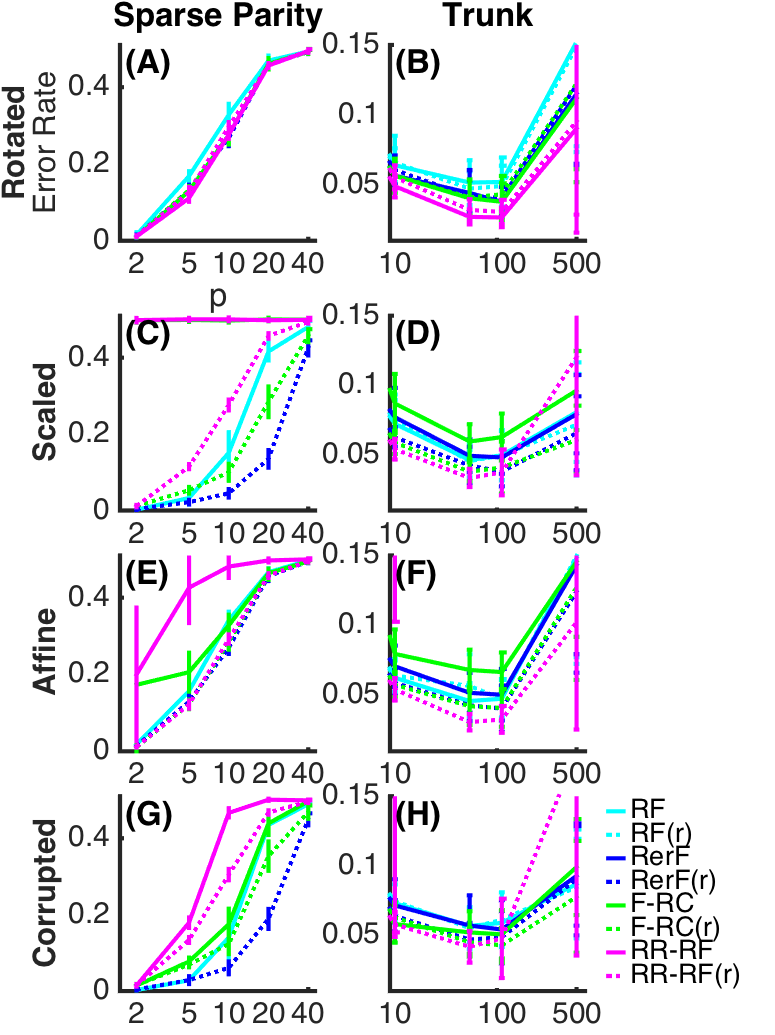 Sparse Parity Trunk
Rotated
Error Rate
(A)
0.4
0.2
0
2 5 10 20 40
p
(B)
0.15
0.1
0.05
10 100 500
Scaled
(C)
0.4
0.2
0
2 5 10 20 40
(D)
0.15
0.1
0.05
10 100 500
Affine
(E)
0.4
0.2
0
2 5 10 20 40
(F)
0.15
0.1
0.05
10 100 500
Corrupted
(G)
0.4
0.2
0
2 5 10 20 40
(H)
0.15
0.1
0.05
10 100 500
RF
RF(r)
RerF
RerF(r)
F-RC
F-RC(r)
RR-RF
RR-RF(r)